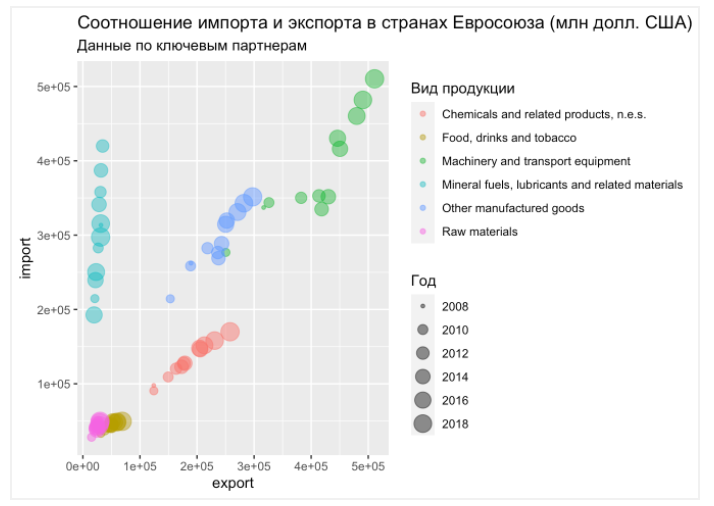 Соотношение импорта и экспорта в странах Евросоюза (млн долл. США)
Данные по ключевым партнерам
5e+05
4e+05
3e+05
2e+05
1e+05
import
0e+00 1e+05 2e+05 3e+05 4e+05 5e+05
export
Вид продукции
Chemicals and related products, n.e.s.
Food, drinks and tobacco
Machinery and transport equipment
Mineral fuels, lubricants and related materials
Other manufactured goods
Raw materials
Год
2008
2010
2012
2014
2016
2018